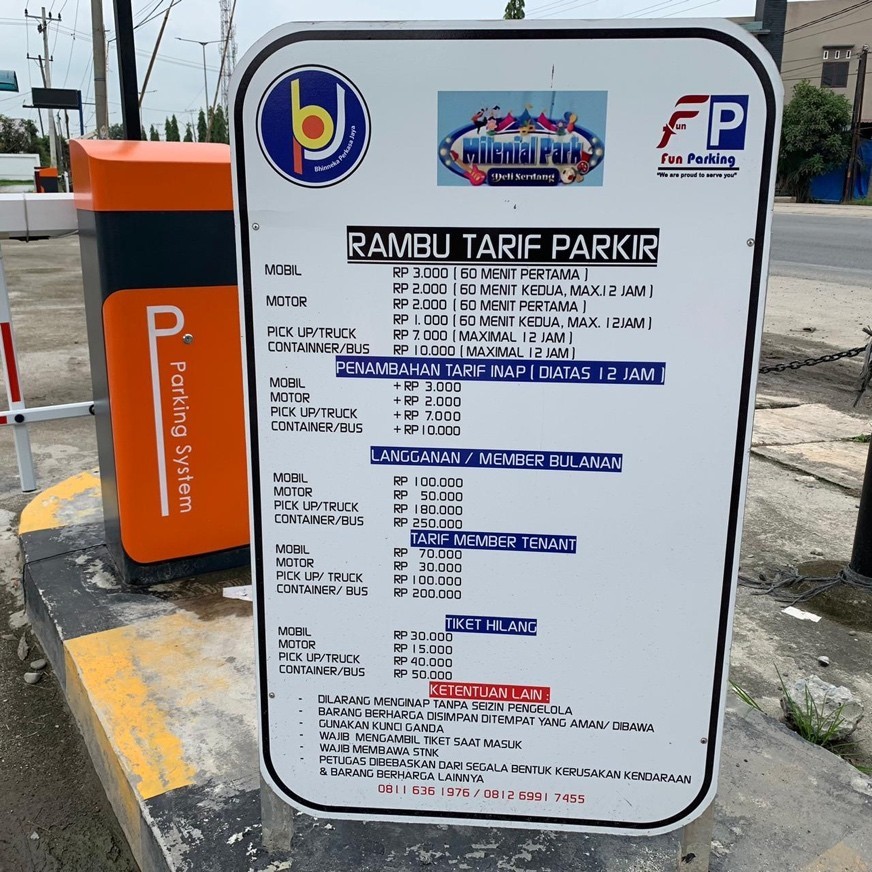 P
Parking System
bj
Bhinneka Perkasa Jaya
Milenial Park
Deli Serdang
Fun
FP
Fun Parking
"We are proud to serve you"
RAMBU TARIF PARKIR
MOBIL RP 3.000 ( 60 MENIT PERTAMA )
RP 2.000 ( 60 MENIT KEDUA, MAX.12 JAM )
MOTOR RP 2.000 ( 60 MENIT PERTAMA )
RP 1. 000 ( 60 MENIT KEDUA, MAX. 12JAM )
PICK UP/TRUCK RP 7. 000 ( MAXIMAL 12 JAM )
CONTAINNER/BUS RP 10.000 ( MAXIMAL 12 JAM )
PENAMBAHAN TARIF INAP ( DIATAS 12 JAM )
MOBIL + RP 3.000
MOTOR + RP 2.000
PICK UP/TRUCK + RP 7.000
CONTAINER/BUS + RP 10.000
LANGGANAN / MEMBER BULANAN
MOBIL RP 100.000
MOTOR RP 50.000
PICK UP/TRUCK RP 180.000
CONTAINER/BUS RP 250.000
TARIF MEMBER TENANT
MOBIL RP 70.000
MOTOR RP 30.000
PICK UP/ TRUCK RP 100.000
CONTAINER/ BUS RP 200.000
TIKET HILANG
MOBIL RP 30.000
MOTOR RP 15.000
PICK UP/TRUCK RP 40.000
CONTAINER/BUS RP 50.000
KETENTUAN LAIN :
- DILARANG MENGINAP TANPA SEIZIN PENGELOLA
- BARANG BERHARGA DISIMPAN DITEMPAT YANG AMAN/ DIBAWA
- GUNAKAN KUNCI GANDA
- WAJIB MENGAMBIL TIKET SAAT MASUK
- WAJIB MEMBAWA STNK
- PETUGAS DIBEBASKAN DARI SEGALA BENTUK KERUSAKAN KENDARAAN
& BARANG BERHARGA LAINNYA
0811 636 1976 / 0812 6991 7455